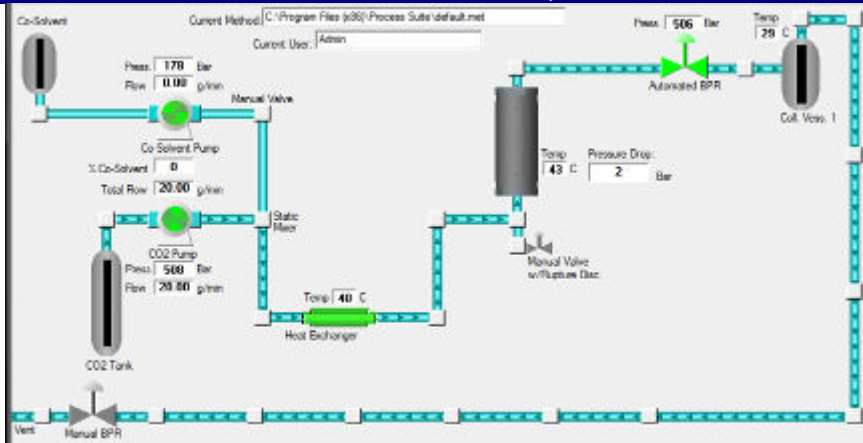 Co-Solvent
Current Method: C:\Program Files (x86)\Process Suite\default.met
Current User: Admin
Press. 506 Bar
Temp 29 C
Automated BPR
Coll. Vess. 1
Press. 178 Bar
Flow 0.00 g/min
Manual Valve
Co Solvent Pump
% Co-Solvent 0
Total Flow 20.00 g/min
Static
Mixer
CO2 Pump
Press. 508 Bar
Flow 20.00 g/min
CO2 Tank
Temp 40 C
Heat Exchanger
Temp 43 C
Pressure Drop:
2 Bar
Manual Valve
w/Rupture Disc
Vent
Manual BPR